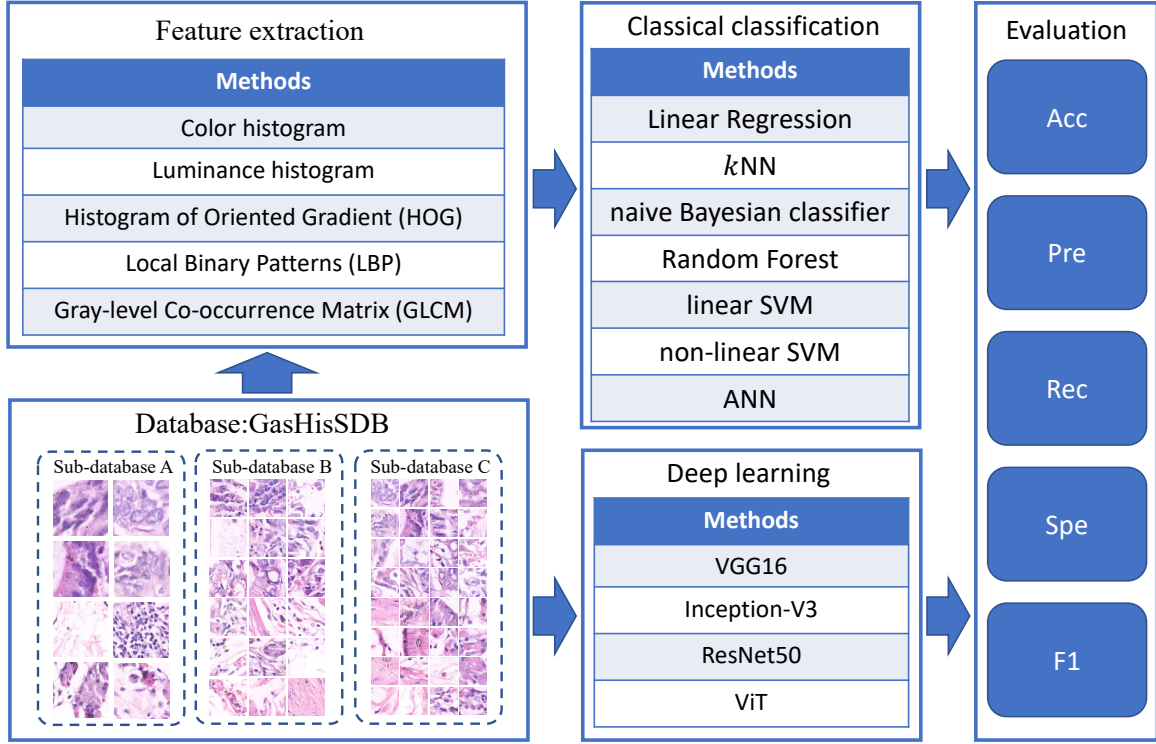 Feature extraction
Methods
Color histogram
Luminance histogram
Histogram of Oriented Gradient (HOG)
Local Binary Patterns (LBP)
Gray-level Co-occurrence Matrix (GLCM)
Database:GasHisSDB
Sub-database A
Sub-database B
Sub-database C
Classical classification
Methods
Linear Regression
kNN
naive Bayesian classifier
Random Forest
linear SVM
non-linear SVM
ANN
Deep learning
Methods
VGG16
Inception-V3
ResNet50
ViT
Evaluation
Acc
Pre
Rec
Spe
F1